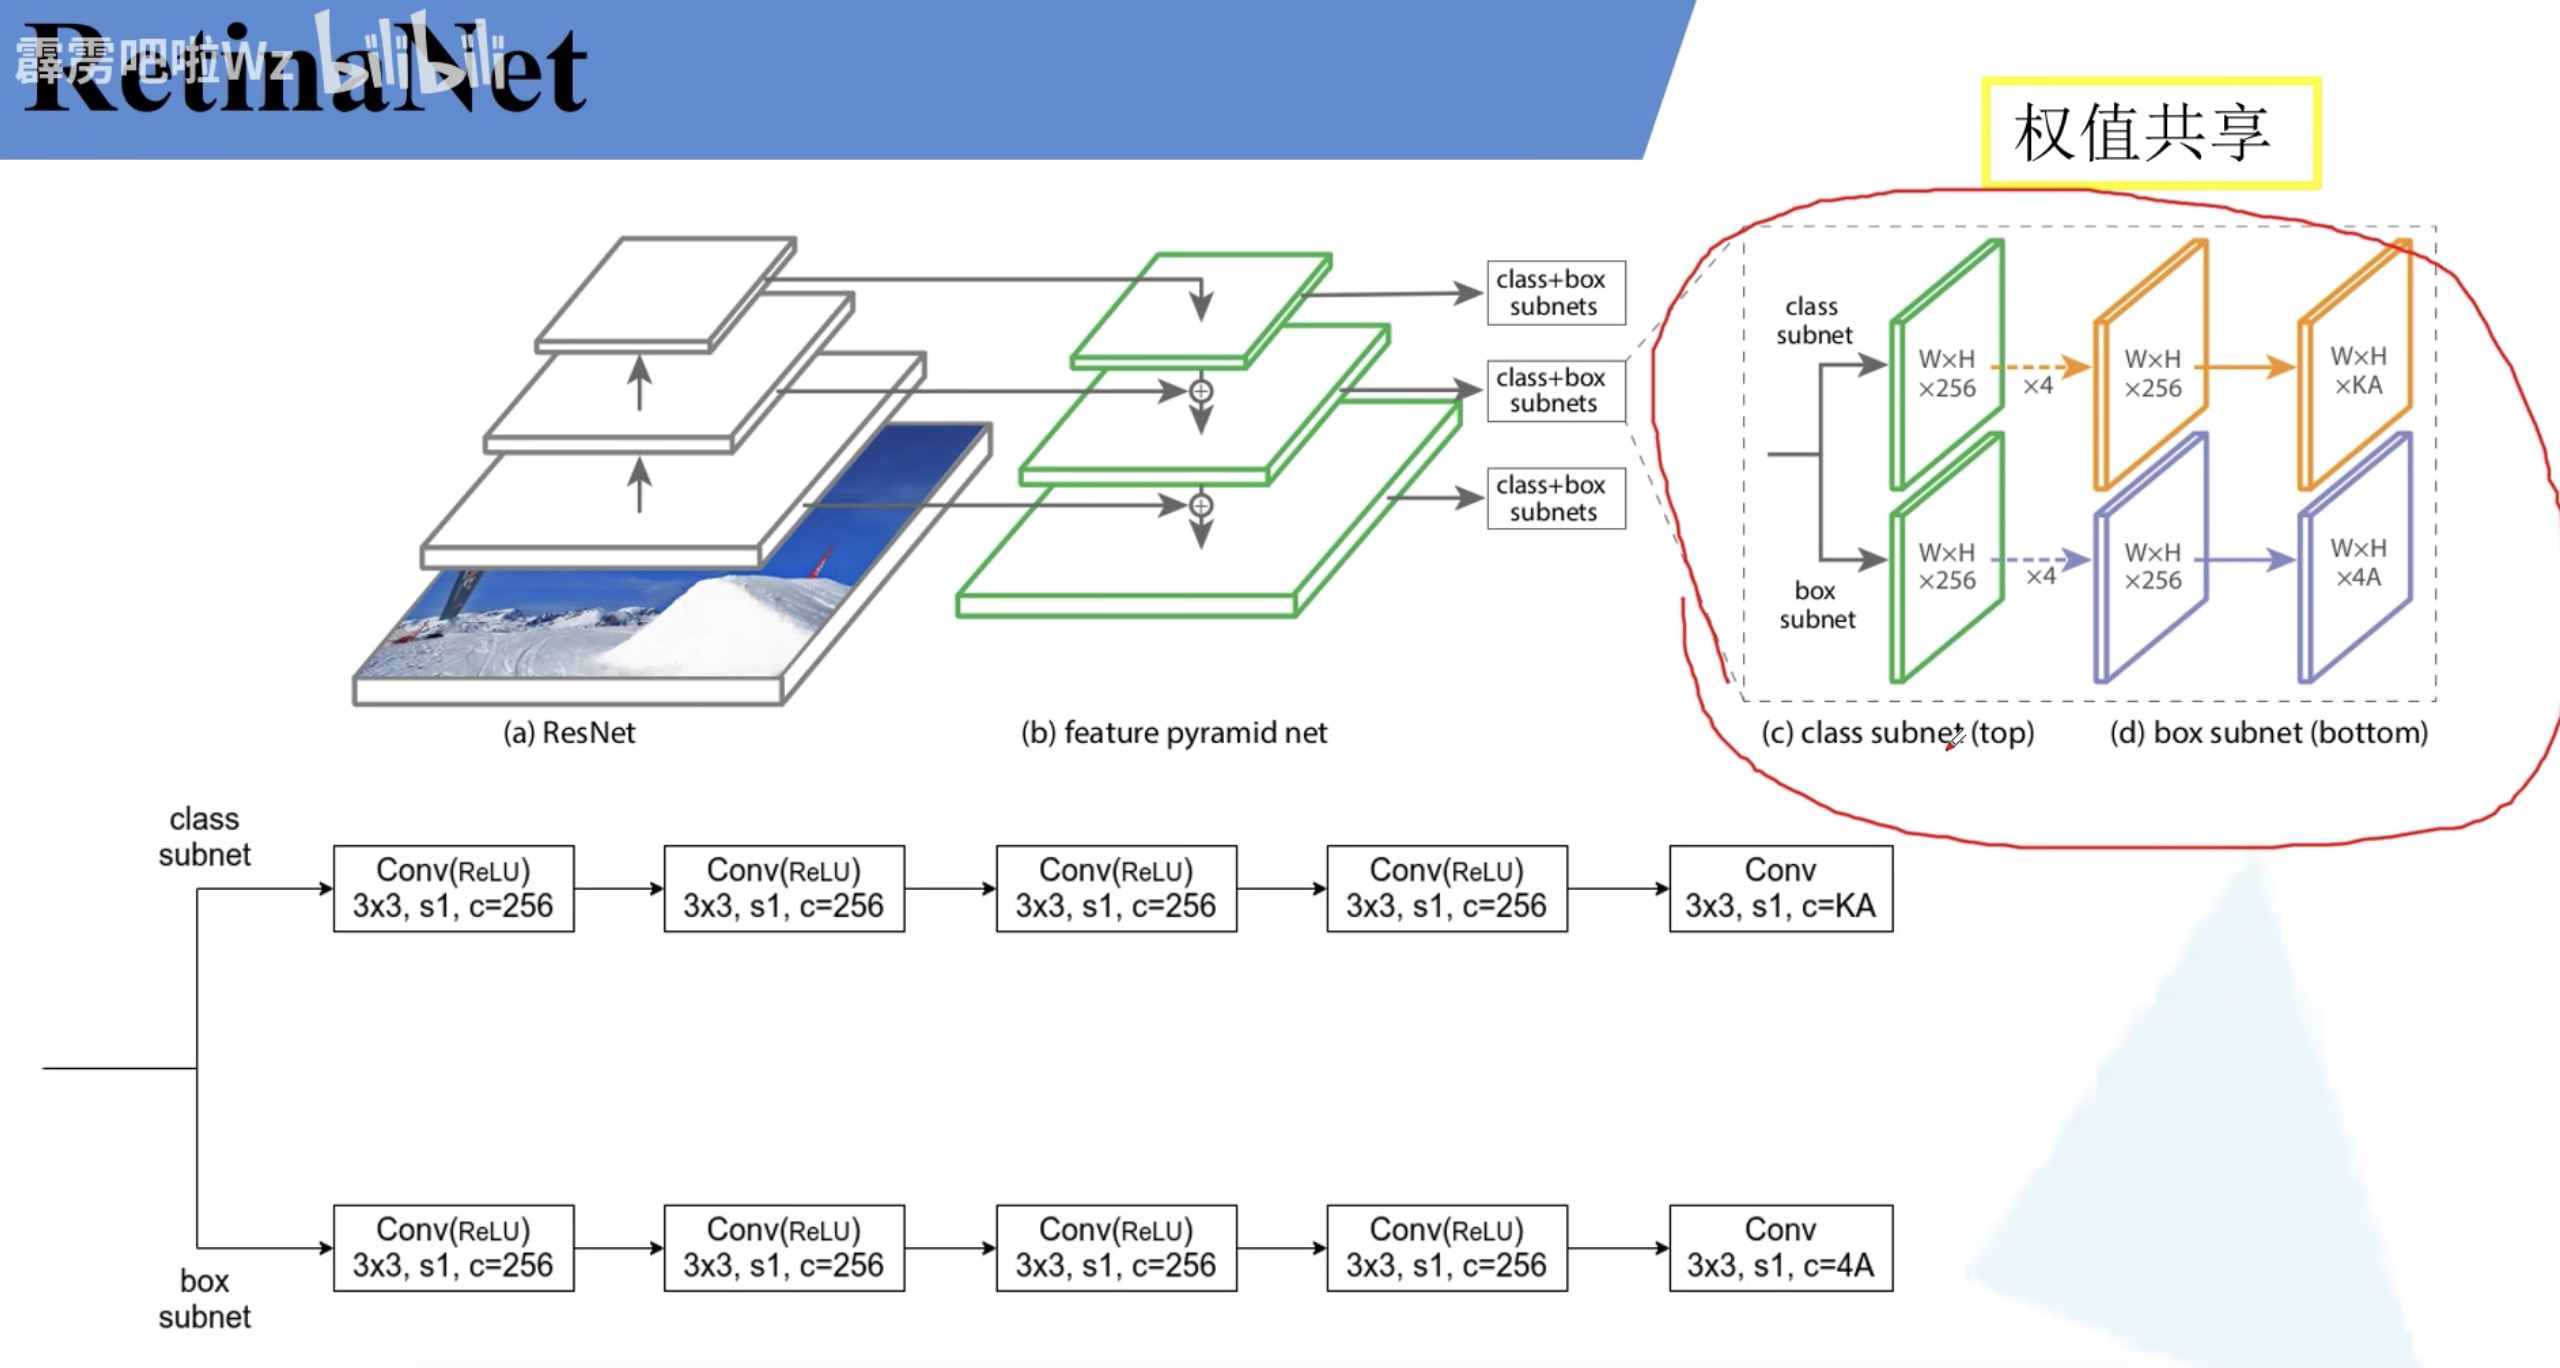 RetinaNet
霹雳吧啦Wz bilibili
权值共享
class+box
subnets
class+box
subnets
class+box
subnets
class
subnet
W×H
×256
×4
W×H
×256
W×H
×KA
box
subnet
W×H
×256
×4
W×H
×256
W×H
×4A
(a) ResNet
(b) feature pyramid net
(c) class subnet (top)
(d) box subnet (bottom)
class
subnet
Conv(ReLU)
3x3, s1, c=256
Conv(ReLU)
3x3, s1, c=256
Conv(ReLU)
3x3, s1, c=256
Conv(ReLU)
3x3, s1, c=256
Conv
3x3, s1, c=KA
box
subnet
Conv(ReLU)
3x3, s1, c=256
Conv(ReLU)
3x3, s1, c=256
Conv(ReLU)
3x3, s1, c=256
Conv(ReLU)
3x3, s1, c=256
Conv
3x3, s1, c=4A